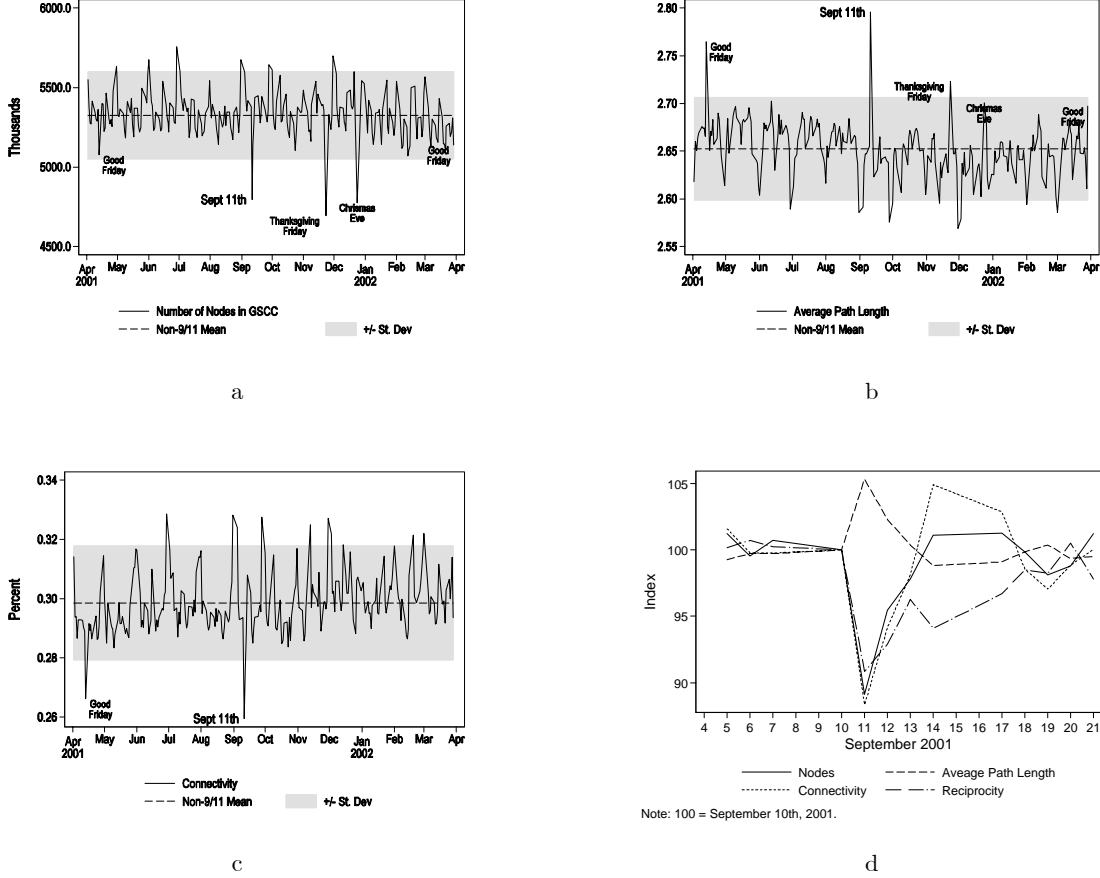 6000.0
5500.0
5000.0
4500.0
Thousands
Good
Friday
Sept 11th
Thanksgiving
Friday
Chrismas
Eve
Good
Friday
Apr May Jun Jul Aug Sep Oct Nov Dec Jan Feb Mar Apr
2001 2002
Number of Nodes in GSCC
Non-9/11 Mean +/- St. Dev
a
2.80
2.75
2.70
2.65
2.60
2.55
Good
Friday
Sept 11th
Thanksgiving
Friday
Chrismas
Eve
Good
Friday
Apr May Jun Jul Aug Sep Oct Nov Dec Jan Feb Mar Apr
2001 2002
Average Path Length
Non-9/11 Mean +/- St. Dev
b
0.34
0.32
0.30
0.28
0.26
Percent
Good
Friday
Sept 11th
Apr May Jun Jul Aug Sep Oct Nov Dec Jan Feb Mar Apr
2001 2002
Connectivity
Non-9/11 Mean +/- St. Dev
c
105
100
95
90
Index
4 5 6 7 8 9 10 11 12 13 14 15 16 17 18 19 20 21
September 2001
Nodes Aveage Path Length
Connectivity Reciprocity
Note: 100 = September 10th, 2001.
d